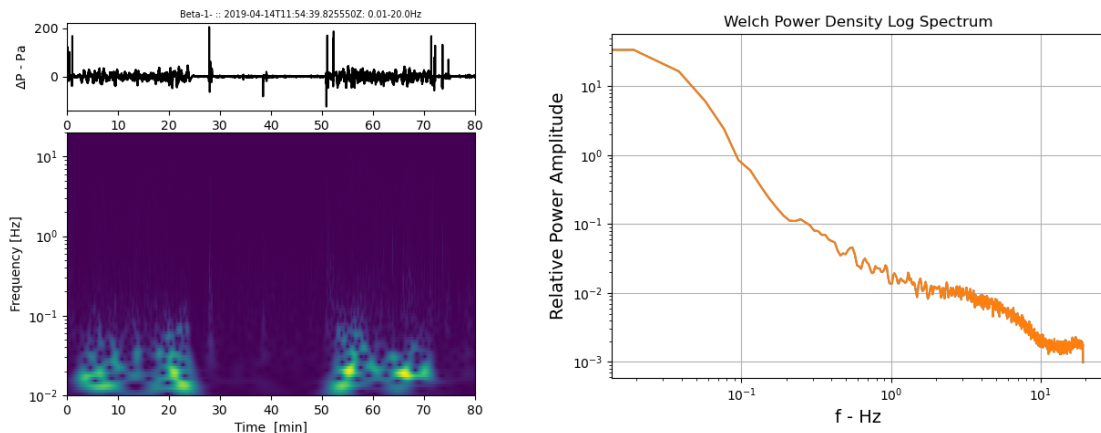 Beta-1- :: 2019-04-14T11:54:39.825550Z: 0.01-20.0Hz
ΔP - Pa
200
0
0 10 20 30 40 50 60 70 80
Frequency [Hz]
10¹
10⁰
10⁻¹
10⁻²
0 10 20 30 40 50 60 70 80
Time [min]
Welch Power Density Log Spectrum
Relative Power Amplitude
10¹
10⁰
10⁻¹
10⁻²
10⁻³
10⁻¹ 10⁰ 10¹
f - Hz